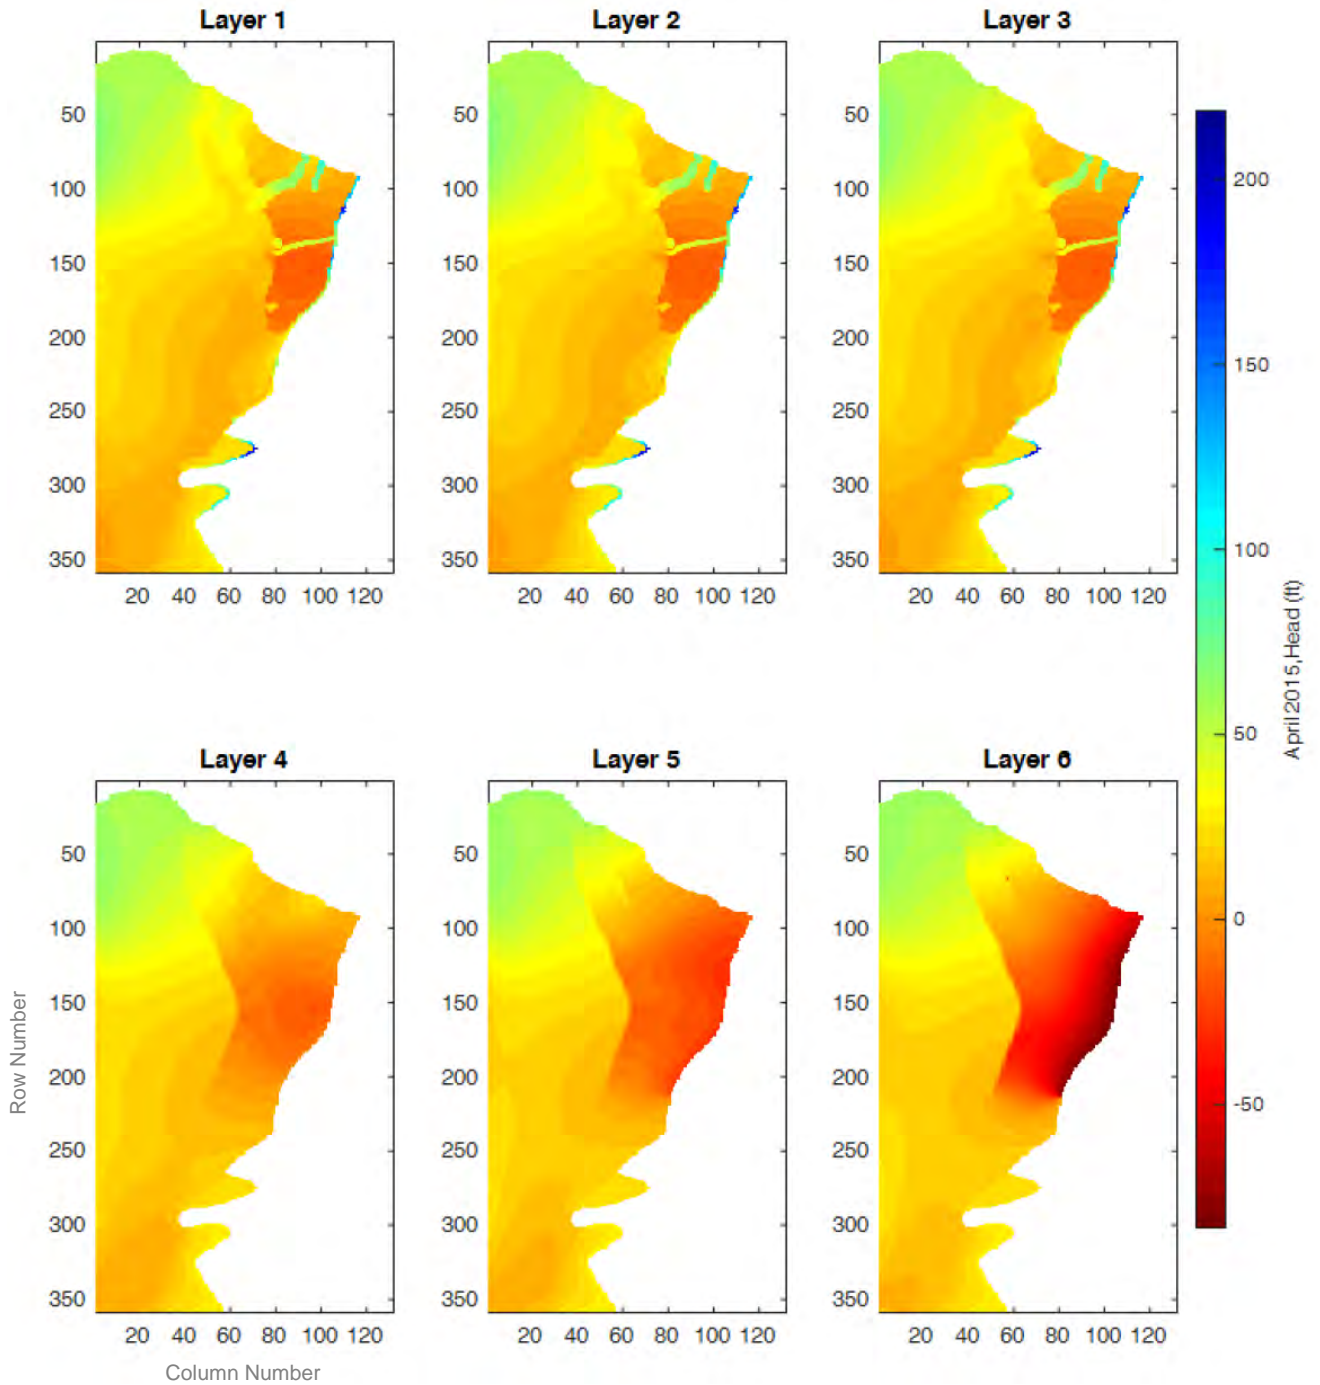 Layer 1 Layer 2 Layer 3
50 50 50
100 100 100 200
150 150 150
200 200 200 150
250 250 250
300 300 300
350 350 350 100
20 40 60 80 100 120 20 40 60 80 100 120 20 40 60 80 100 120
April 2015,Head (ft)
50
Layer 4 Layer 5 Layer 6
50 50 50
100 100 100 0
150 150 150
200 200 200 -50
250 250 250
300 300 300
350 350 350
20 40 60 80 100 120 20 40 60 80 100 120 20 40 60 80 100 120
Row Number
Column Number